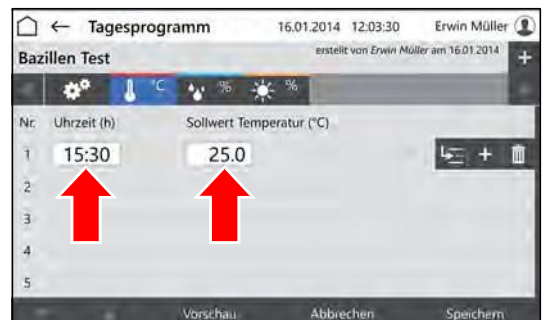 Tagesprogramm 16.01.2014 12:03:30 Erwin Müller
Bazillen Test erstellt von Erwin Müller am 16.01.2014
°C % %
Nr. Uhrzeit (h) Sollwert Temperatur (°C)
1 15:30 25.0
2
3
4
5
Vorschau Abbrechen Speichern